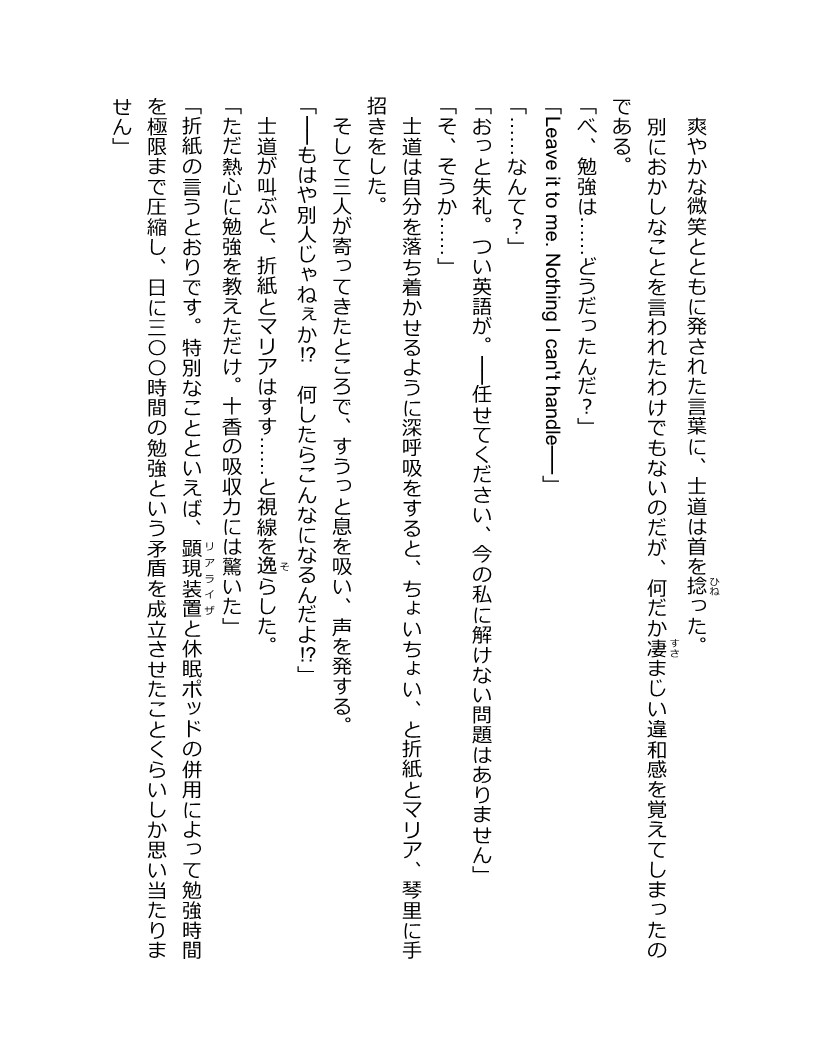 爽やかな微笑とともに発された言葉に、士道は首を捻った。
別におかしなことを言われたわけでもないのだが、何だか凄まじい違和感を覚えてしまったの
である。
「べ、勉強は……どうだったんだ？」
「Leave it to me. Nothing I can't handle──」
「……なんて？」
「おっと失礼。つい英語が。──任せてください、今の私に解けない問題はありません」
「そ、そうか……」
士道は自分を落ち着かせるように深呼吸をすると、ちょいちょい、と折紙とマリア、琴里に手
招きをした。
そして三人が寄ってきたところで、すうっと息を吸い、声を発する。
「──もはや別人じゃねぇか!?　何したらこんなになるんだよ!?」
士道が叫ぶと、折紙とマリアはすす……と視線を逸らした。
「ただ熱心に勉強を教えただけ。十香の吸収力には驚いた」
「折紙の言うとおりです。特別なことといえば、顕現装置と休眠ポッドの併用によって勉強時間
を極限まで圧縮し、日に三〇〇時間の勉強という矛盾を成立させたことくらいしか思い当たりま
せん」
ひね
すさ
そ
リアライザ